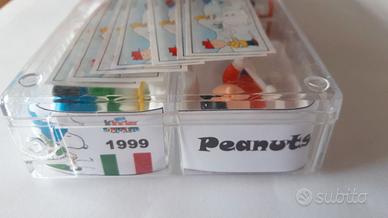 kinder
1999
Peanuts
subito